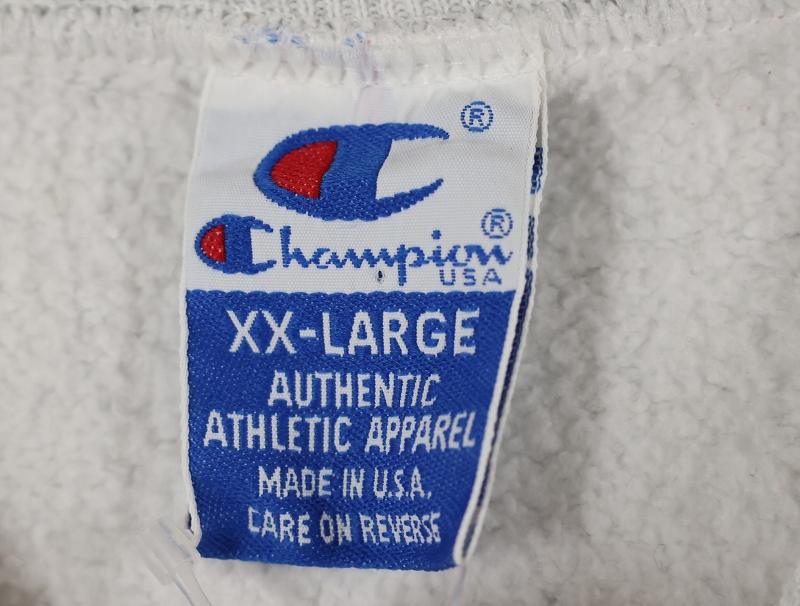 ®
Champion®
USA
XX-LARGE
AUTHENTIC
ATHLETIC APPAREL
MADE IN U.S.A.
CARE ON REVERSE